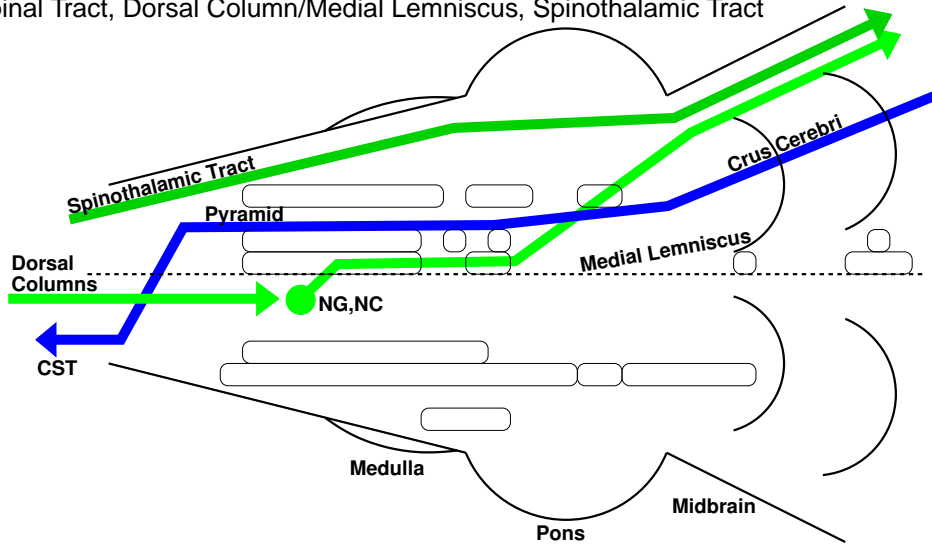 inal Tract, Dorsal Column/Medial Lemniscus, Spinothalamic Tract
Spinothalamic Tract
Crus Cerebri
Pyramid
Medial Lemniscus
Dorsal
Columns
NG,NC
CST
Medulla
Midbrain
Pons